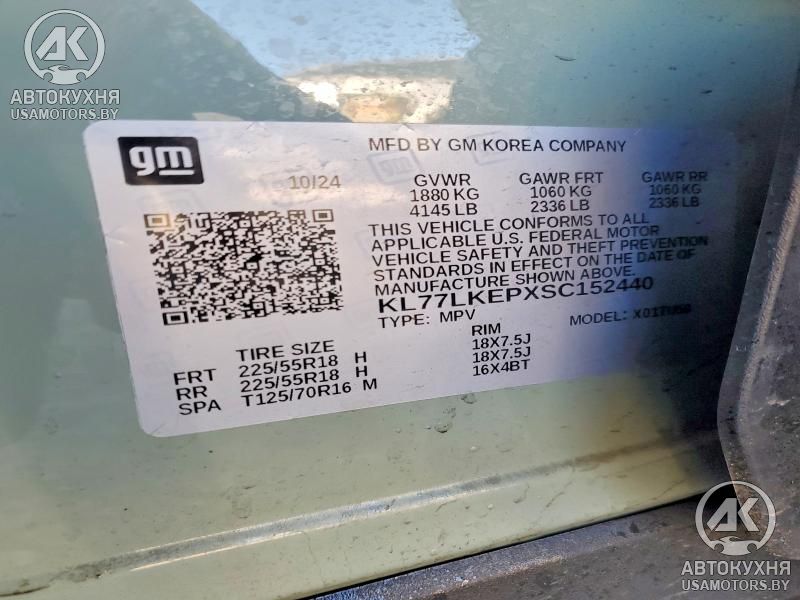 AK
АВТОКУХНЯ
USAMOTORS.BY
gm
MFD BY GM KOREA COMPANY
10/24
GVWR GAWR FRT GAWR RR
1880 KG 1060 KG 1060 KG
4145 LB 2336 LB 2336 LB
THIS VEHICLE CONFORMS TO ALL
APPLICABLE U.S. FEDERAL MOTOR
VEHICLE SAFETY AND THEFT PREVENTION
STANDARDS IN EFFECT ON THE DATE OF
MANUFACTURE SHOWN ABOVE.
KL77LKEPXSC152440
TYPE: MPV MODEL:
TIRE SIZE RIM
FRT 225/55R18 H 18X7.5J
RR 225/55R18 H 18X7.5J
SPA T125/70R16 M 16X4BT
AK
АВТОКУХНЯ
USAMOTORS.BY